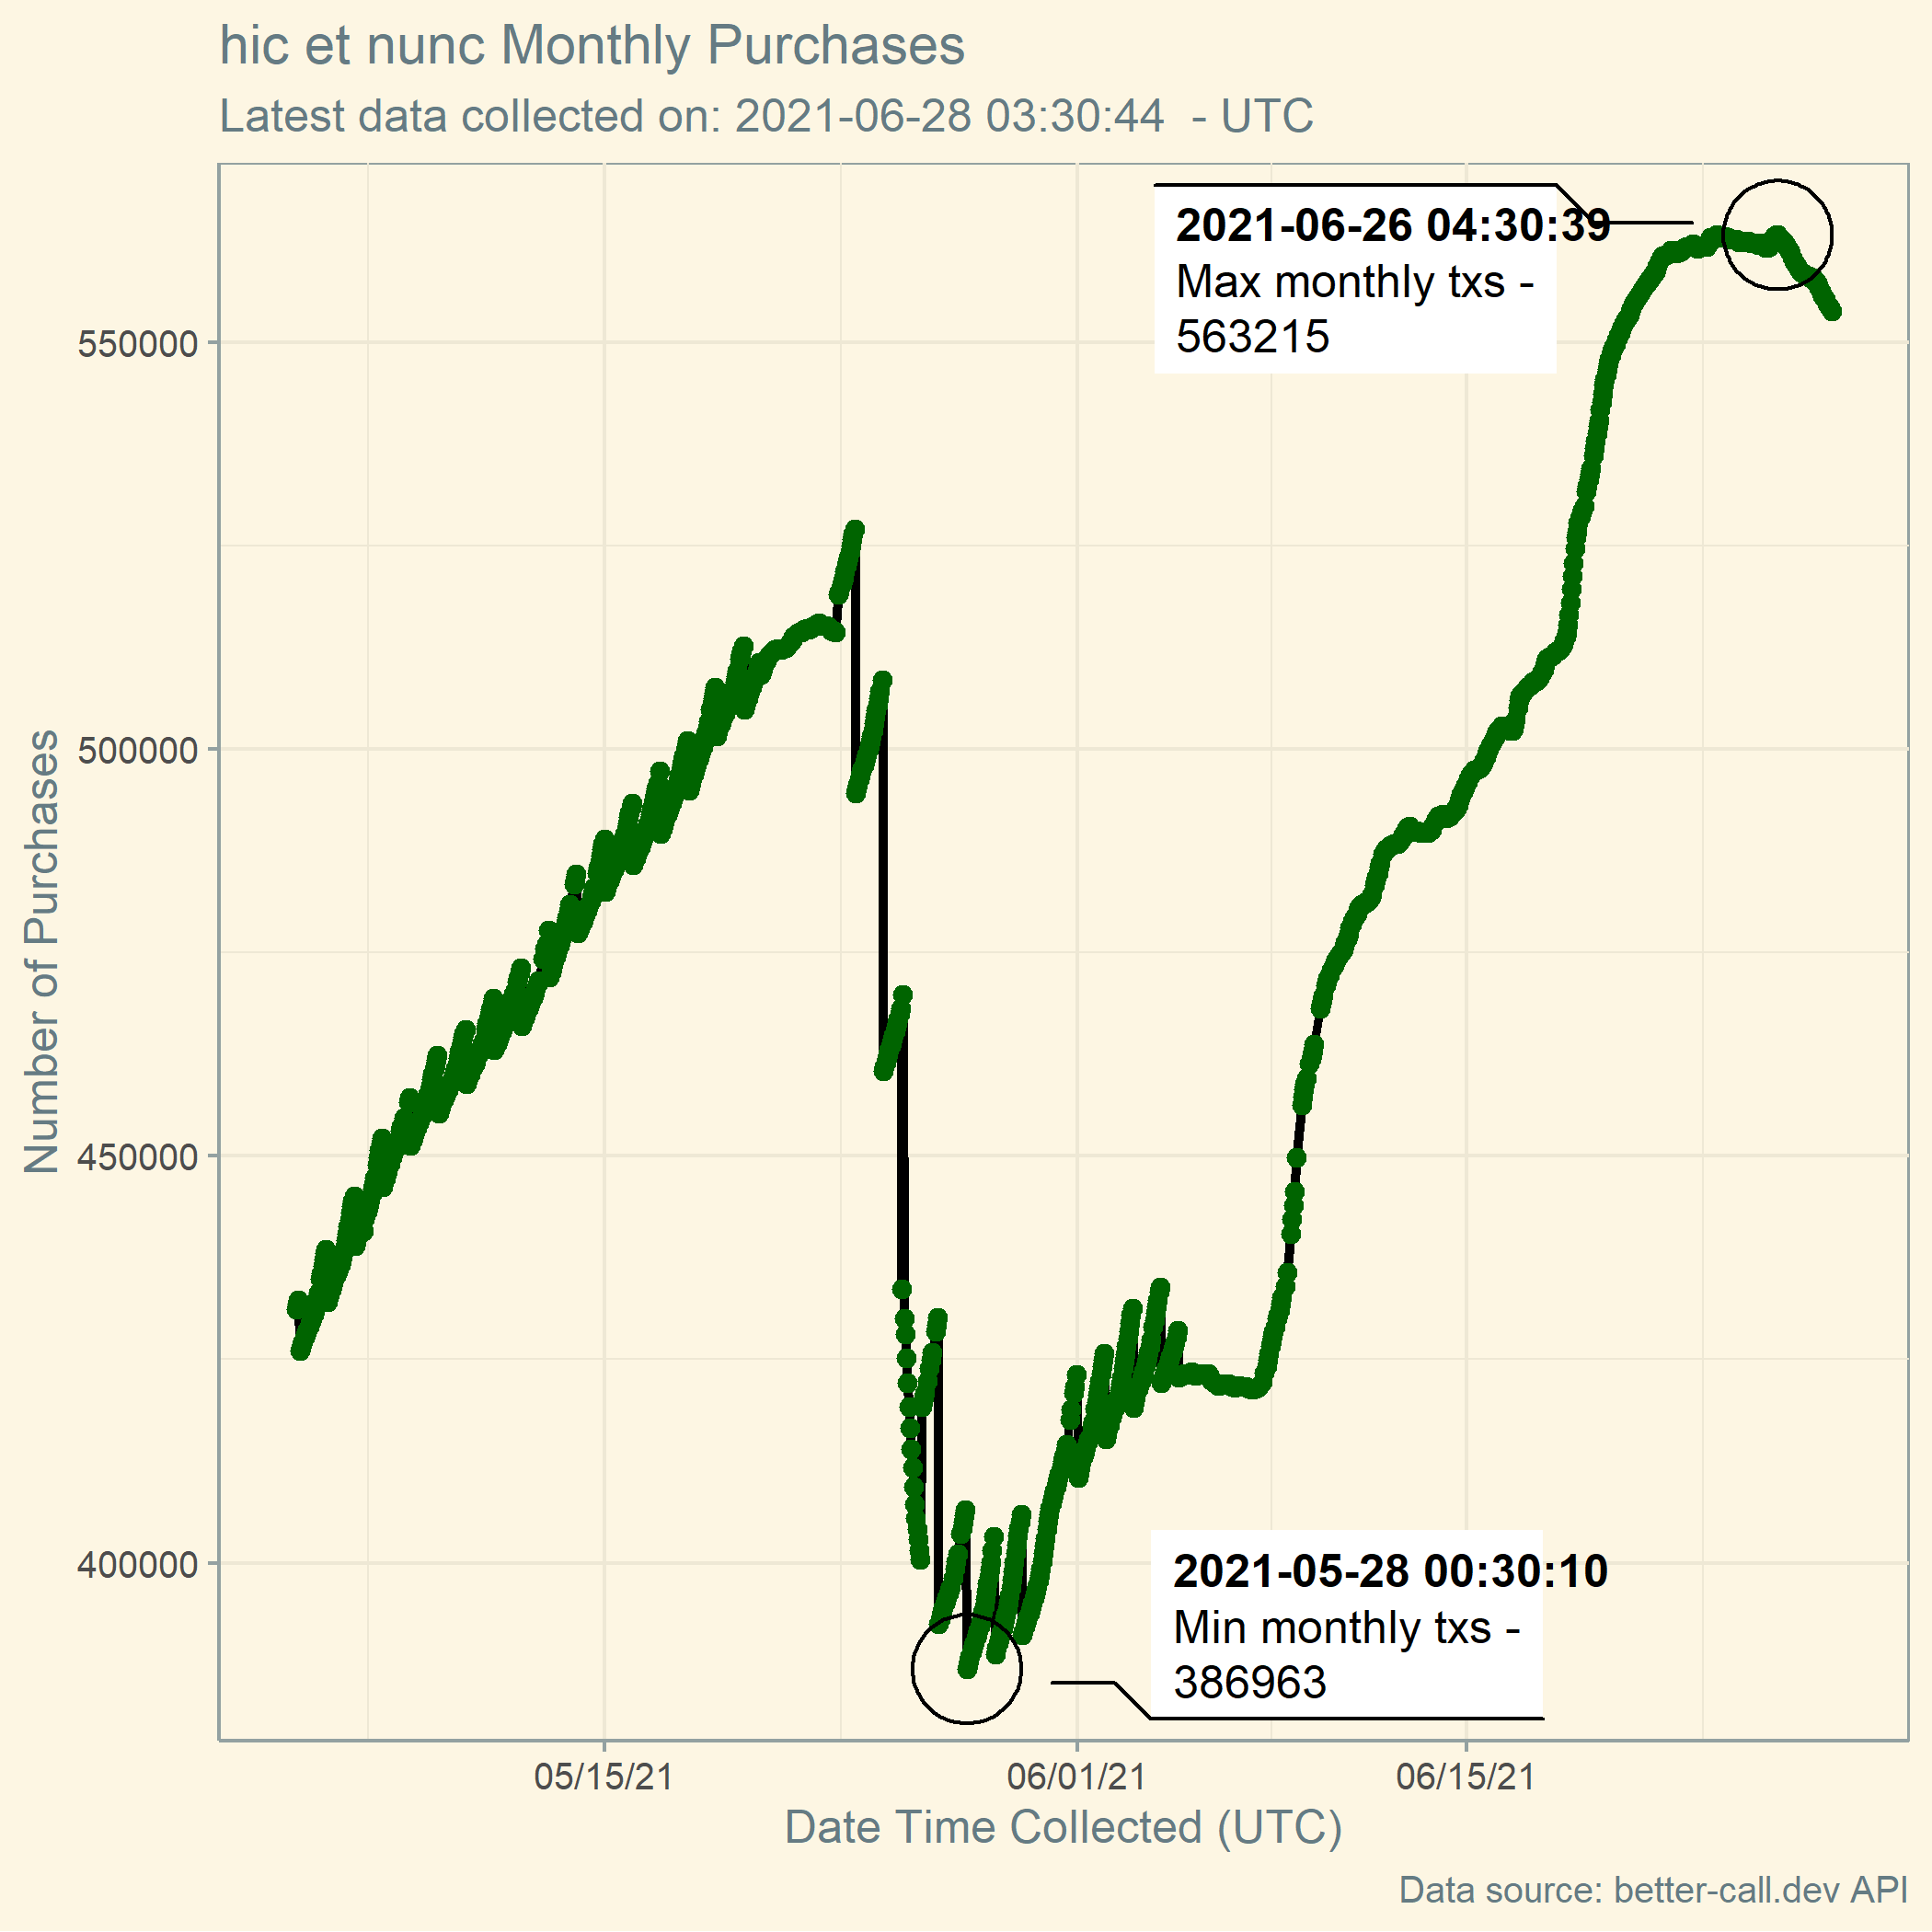 hic et nunc Monthly Purchases
Latest data collected on: 2021-06-28 03:30:44  - UTC
2021-06-26 04:30:39
Max monthly txs -
563215
550000
500000
450000
400000
Number of Purchases
2021-05-28 00:30:10
Min monthly txs -
386963
05/15/21
06/01/21
06/15/21
Date Time Collected (UTC)
Data source: better-call.dev API